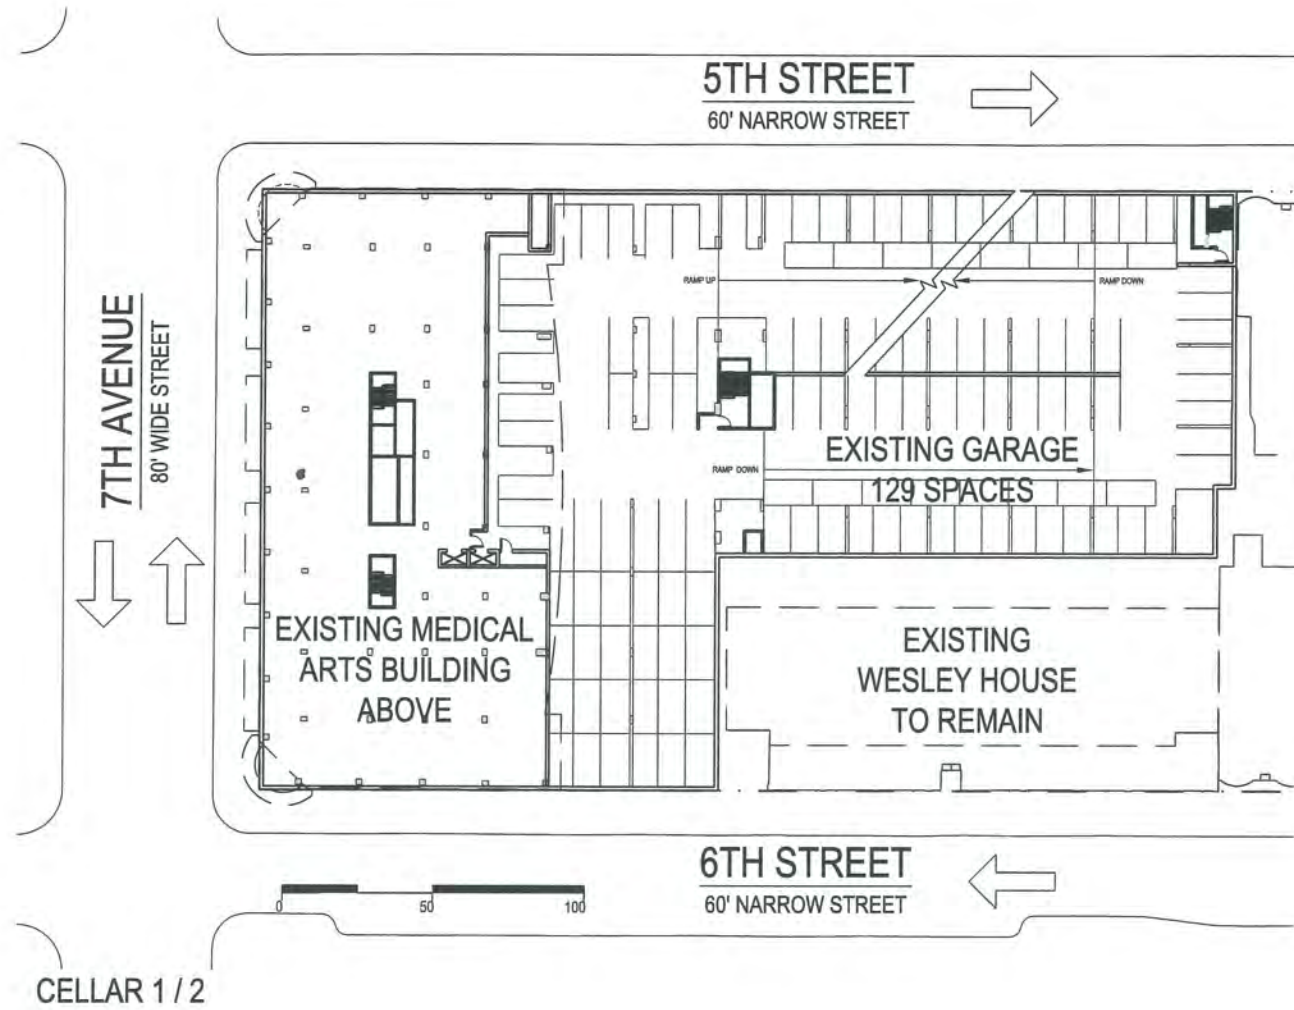 5TH STREET
60' NARROW STREET
7TH AVENUE
80' WIDE STREET
RAMP UP
RAMP DOWN
RAMP DOWN
EXISTING GARAGE
129 SPACES
EXISTING MEDICAL
ARTS BUILDING
ABOVE
EXISTING
WESLEY HOUSE
TO REMAIN
6TH STREET
60' NARROW STREET
0 50 100
CELLAR 1 / 2